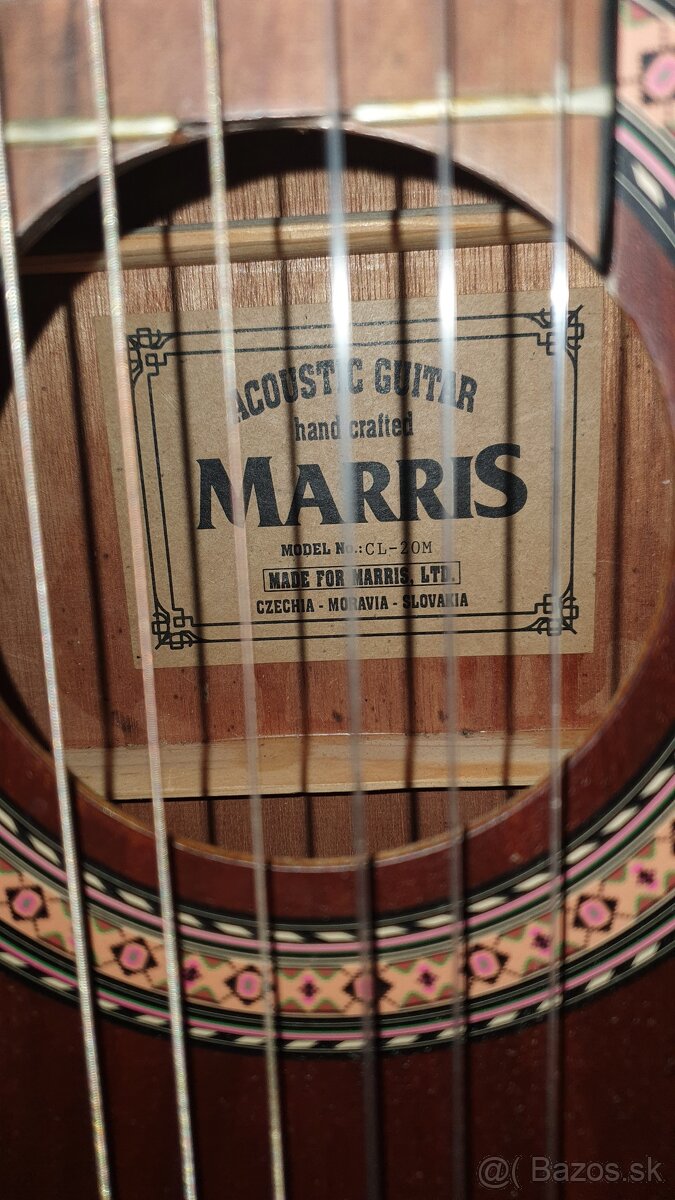 ACOUSTIC GUITAR
hand crafted
MARRIS
MODEL No.: CL-20M
MADE FOR MARRIS, LTD.
CZECHIA - MORAVIA - SLOVAKIA
@( Bazos.sk